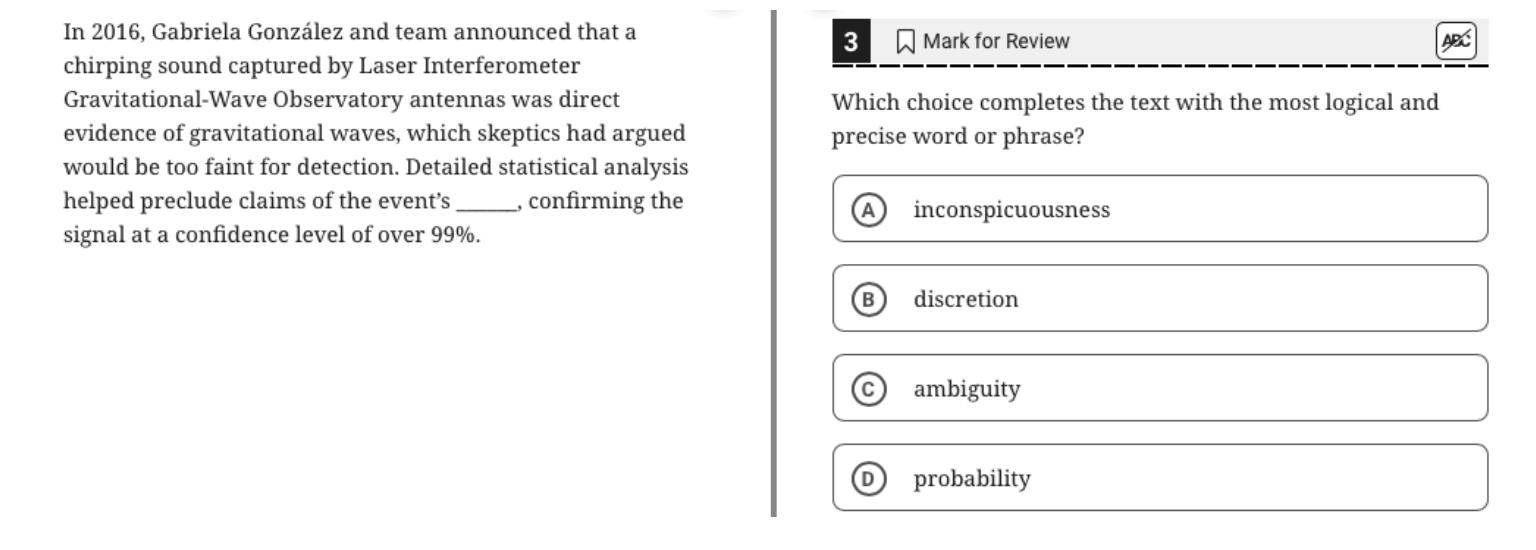 In 2016, Gabriela González and team announced that a
chirping sound captured by Laser Interferometer
Gravitational-Wave Observatory antennas was direct
evidence of gravitational waves, which skeptics had argued
would be too faint for detection. Detailed statistical analysis
helped preclude claims of the event’s ______, confirming the
signal at a confidence level of over 99%.
3 Mark for Review ABC
Which choice completes the text with the most logical and
precise word or phrase?
A inconspicuousness
B discretion
C ambiguity
D probability